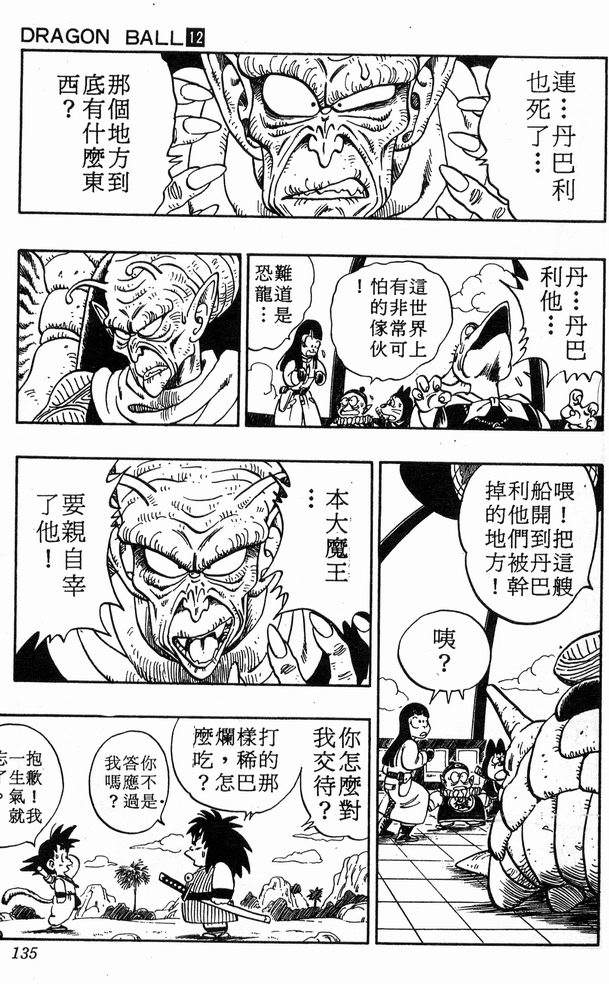 DRAGON BALL 12
連…丹巴利
也死了…
那個地方到
底有什麼東
西？
丹…丹巴
利他…
這世界上
有非常可
怕的傢伙
！
難道是
恐龍…
喂！把這艘
船開到丹巴
利他們被幹
掉的地方！
咦？
本大魔王
…
要親自幸
了他！
你怎麼對
我交待？
打的那
樣稀巴
爛，怎
麼吃？
你不是
答應過
我嗎？
抱歉！我
一生氣就
忘了。
135